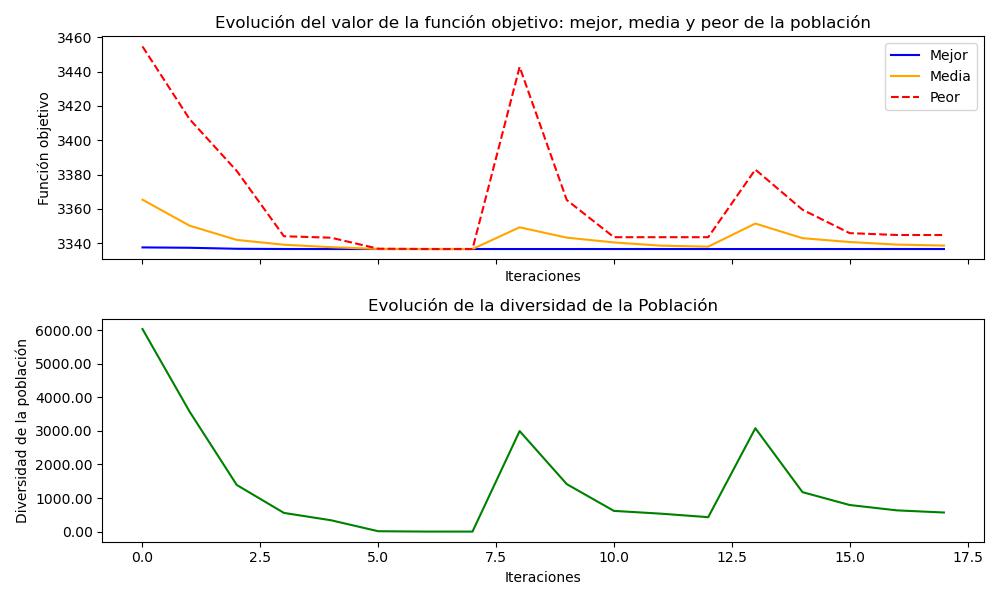 Evolución del valor de la función objetivo: mejor, media y peor de la población
3460
3440
3420
3400
3380
3360
3340
Función objetivo
Mejor
Media
Peor
Iteraciones
Evolución de la diversidad de la Población
6000.00
5000.00
4000.00
3000.00
2000.00
1000.00
0.00
Diversidad de la población
0.0 2.5 5.0 7.5 10.0 12.5 15.0 17.5
Iteraciones